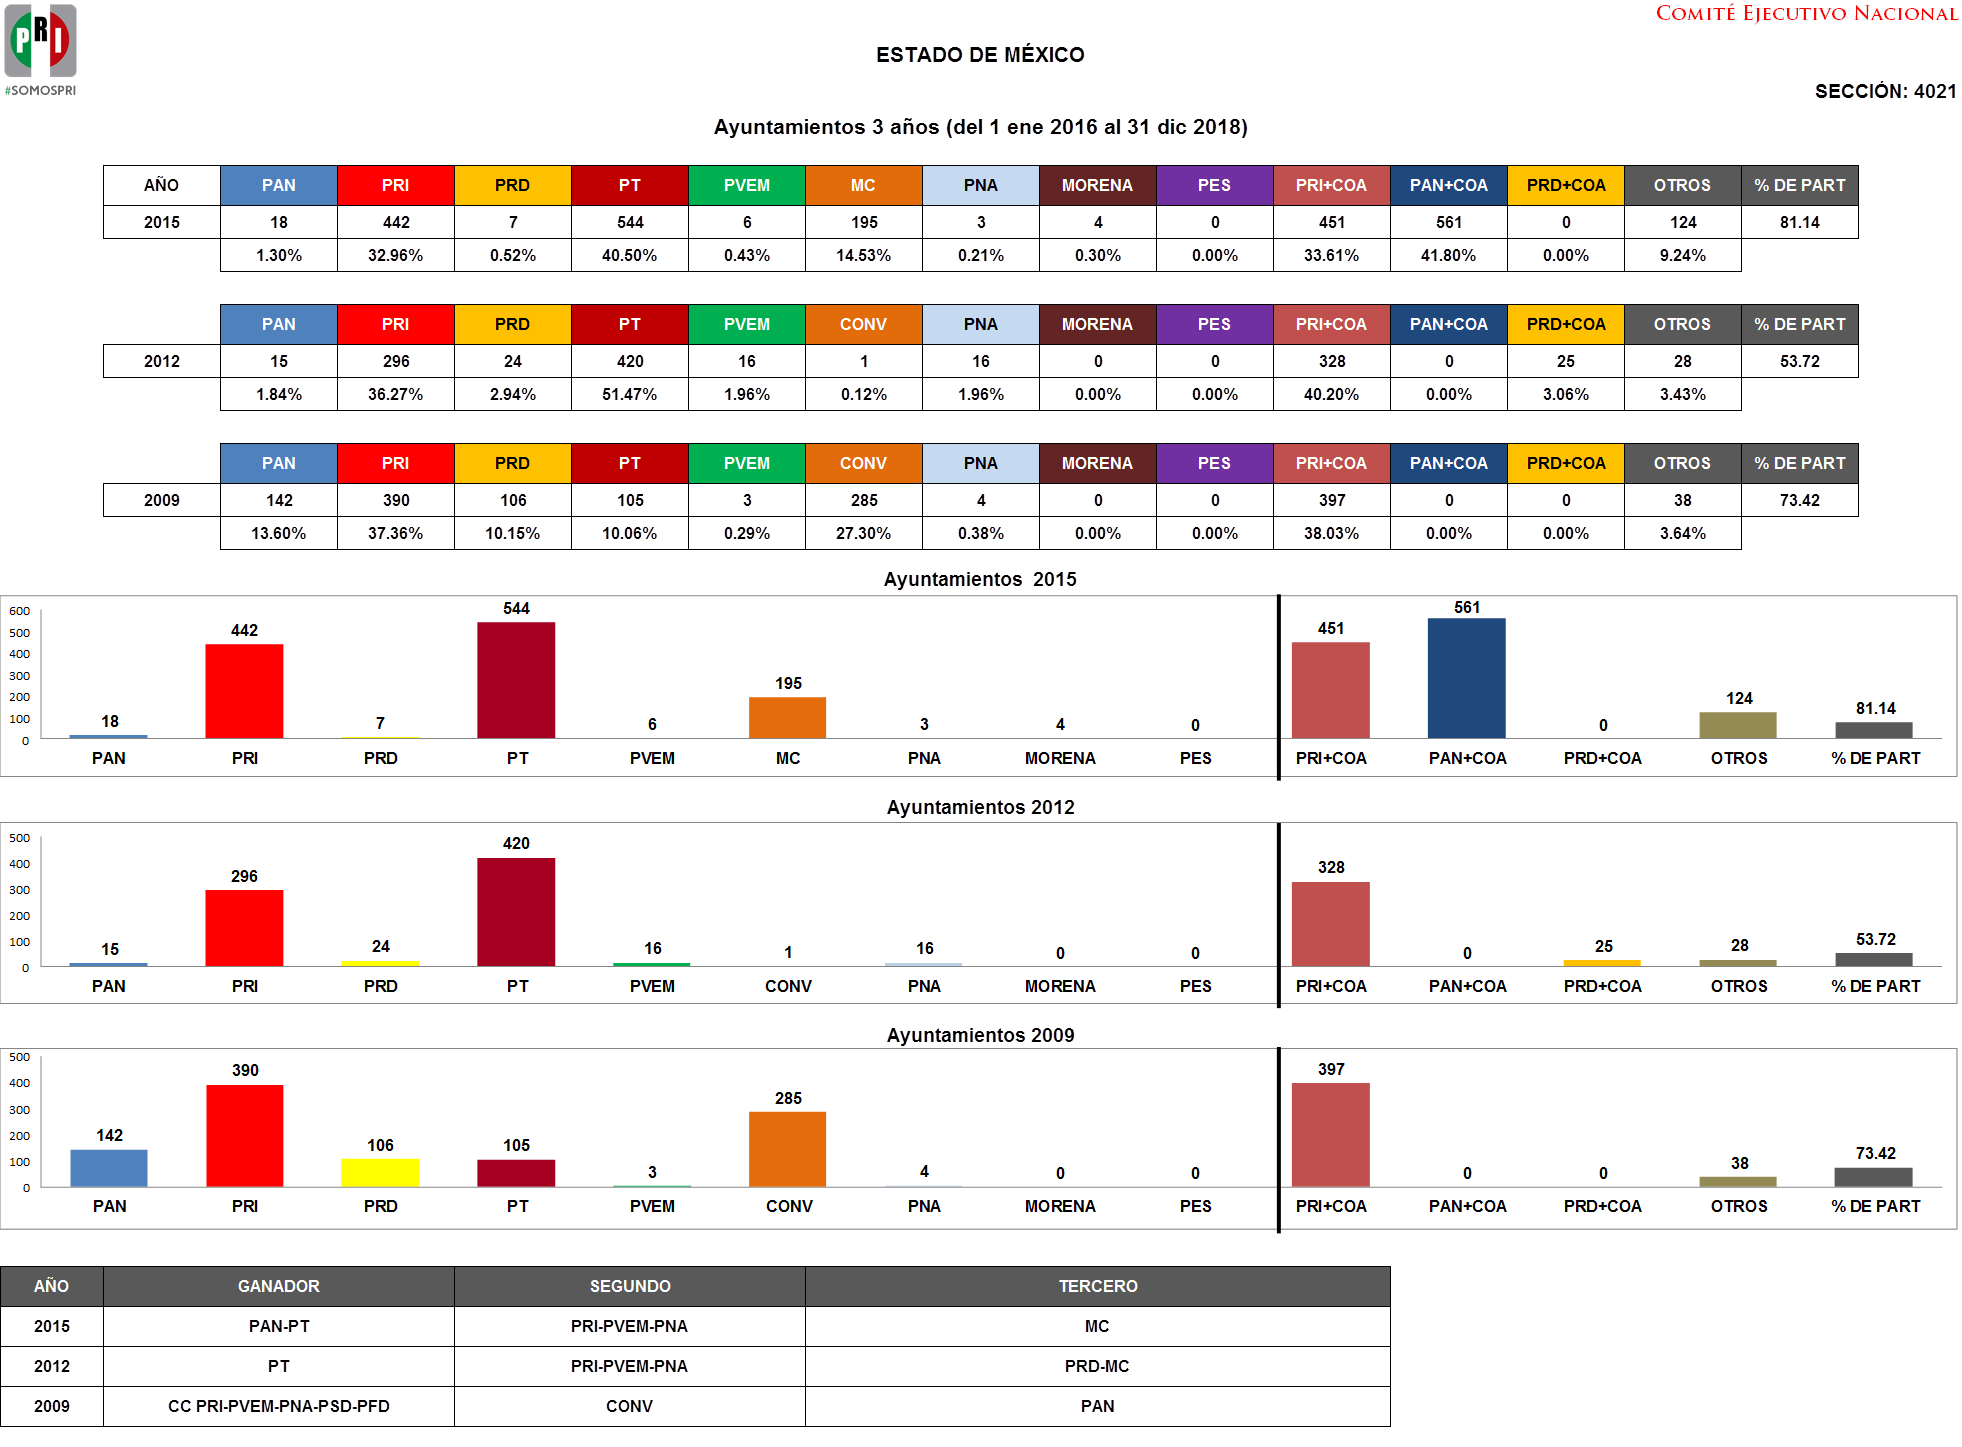 PRI
#SOMOSPRI
COMITÉ EJECUTIVO NACIONAL
ESTADO DE MÉXICO
SECCIÓN: 4021
Ayuntamientos 3 años (del 1 ene 2016 al 31 dic 2018)
AÑO PAN PRI PRD PT PVEM MC PNA MORENA PES PRI+COA PAN+COA PRD+COA OTROS % DE PART
2015 18 442 7 544 6 195 3 4 0 451 561 0 124 81.14
1.30% 32.96% 0.52% 40.50% 0.43% 14.53% 0.21% 0.30% 0.00% 33.61% 41.80% 0.00% 9.24%
PAN PRI PRD PT PVEM CONV PNA MORENA PES PRI+COA PAN+COA PRD+COA OTROS % DE PART
2012 15 296 24 420 16 1 16 0 0 328 0 25 28 53.72
1.84% 36.27% 2.94% 51.47% 1.96% 0.12% 1.96% 0.00% 0.00% 40.20% 0.00% 3.06% 3.43%
PAN PRI PRD PT PVEM CONV PNA MORENA PES PRI+COA PAN+COA PRD+COA OTROS % DE PART
2009 142 390 106 105 3 285 4 0 0 397 0 0 38 73.42
13.60% 37.36% 10.15% 10.06% 0.29% 27.30% 0.38% 0.00% 0.00% 38.03% 0.00% 0.00% 3.64%
Ayuntamientos 2015
600
500
400
300
200
100
0
18 442 7 544 6 195 3 4 0 451 561 0 124 81.14
PAN PRI PRD PT PVEM MC PNA MORENA PES PRI+COA PAN+COA PRD+COA OTROS % DE PART
Ayuntamientos 2012
500
400
300
200
100
0
15 296 24 420 16 1 16 0 0 328 0 25 28 53.72
PAN PRI PRD PT PVEM CONV PNA MORENA PES PRI+COA PAN+COA PRD+COA OTROS % DE PART
Ayuntamientos 2009
500
400
300
200
100
0
142 390 106 105 3 285 4 0 0 397 0 0 38 73.42
PAN PRI PRD PT PVEM CONV PNA MORENA PES PRI+COA PAN+COA PRD+COA OTROS % DE PART
AÑO GANADOR SEGUNDO TERCERO
2015 PAN-PT PRI-PVEM-PNA MC
2012 PT PRI-PVEM-PNA PRD-MC
2009 CC PRI-PVEM-PNA-PSD-PFD CONV PAN